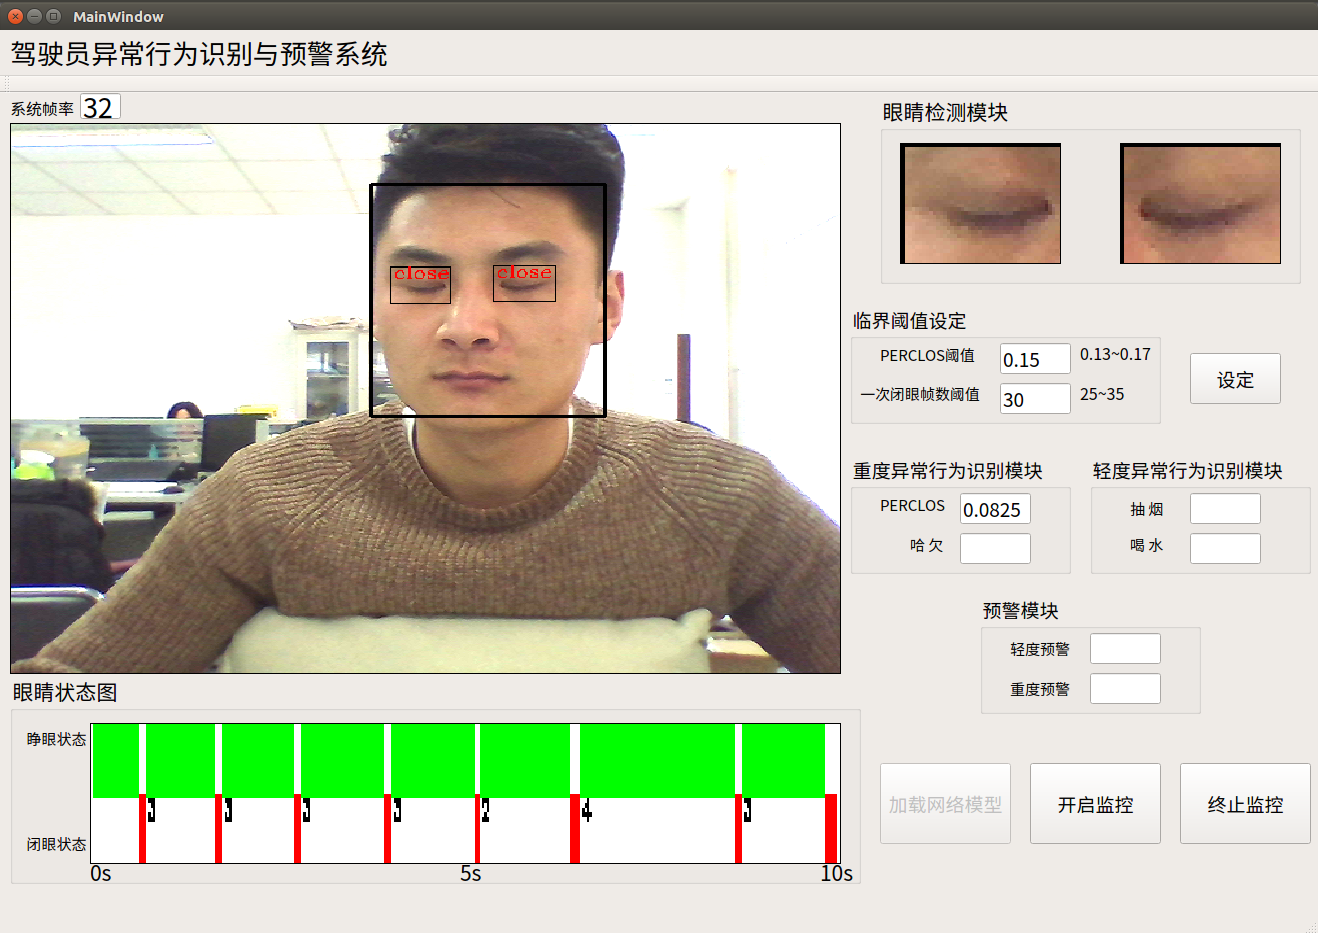 MainWindow
驾驶员异常行为识别与预警系统
系统帧率 32
眼睛检测模块
close close
临界阈值设定
PERCLOS阈值 0.15 0.13~0.17
一次闭眼帧数阈值 30 25~35
设定
重度异常行为识别模块
PERCLOS 0.0825
哈 欠
轻度异常行为识别模块
抽 烟
喝 水
预警模块
轻度预警
重度预警
眼睛状态图
睁眼状态
3 3 3 3 2 4 3
闭眼状态
0s 5s 10s
加载网络模型 开启监控 终止监控